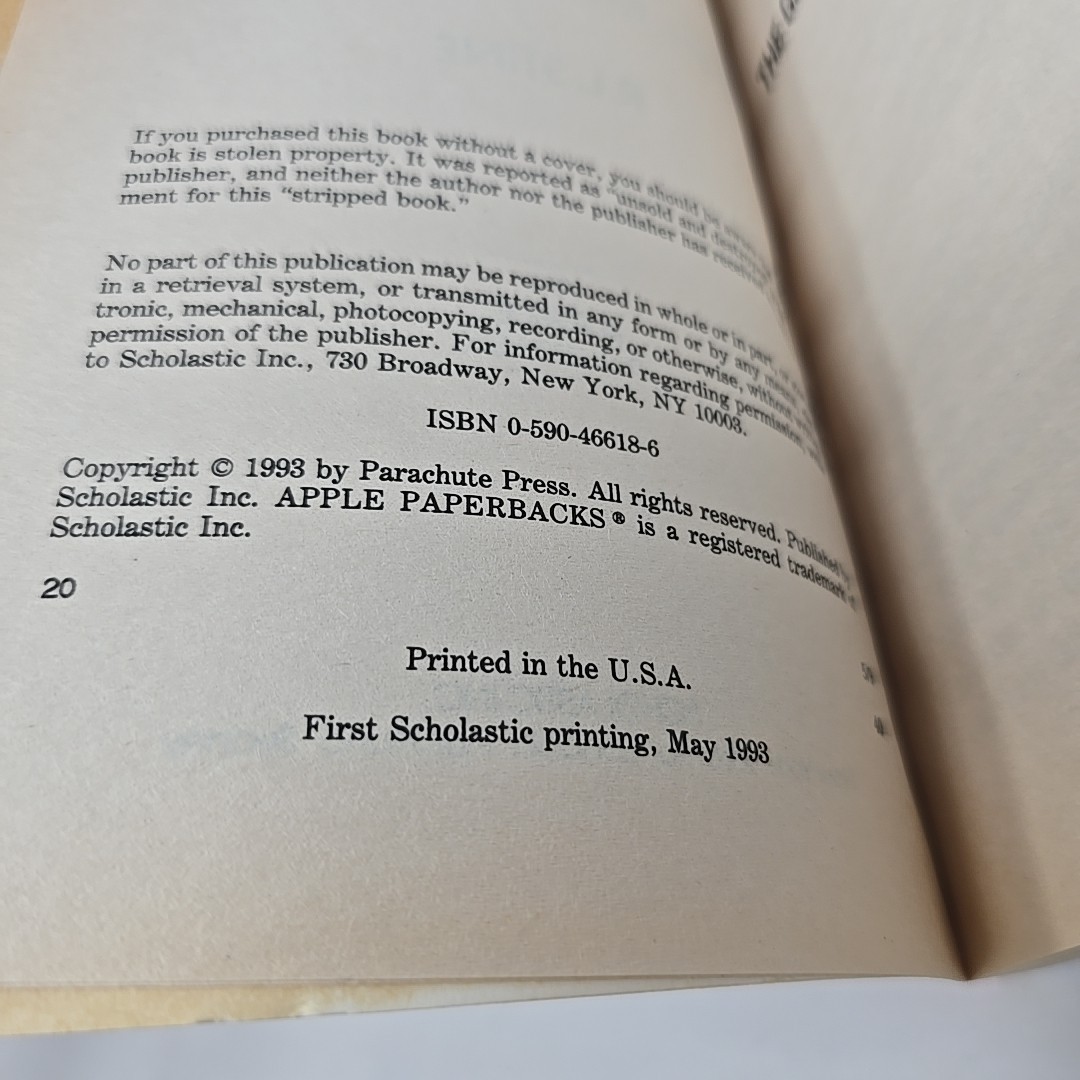 If you purchased this book without a cover, you should be
book is stolen property. It was reported as "unsold and
publisher, and neither the author nor the publisher has received
ment for this "stripped book."
No part of this publication may be reproduced in whole or in part,
in a retrieval system, or transmitted in any form or by any
tronic, mechanical, photocopying, recording, or otherwise, without
permission of the publisher. For information regarding permission,
to Scholastic Inc., 730 Broadway, New York, NY 10003.
ISBN 0-590-46618-6
Copyright © 1993 by Parachute Press. All rights reserved. Published by
Scholastic Inc. APPLE PAPERBACKS ® is a registered trademark of
Scholastic Inc.
20
Printed in the U.S.A.
First Scholastic printing, May 1993
THE